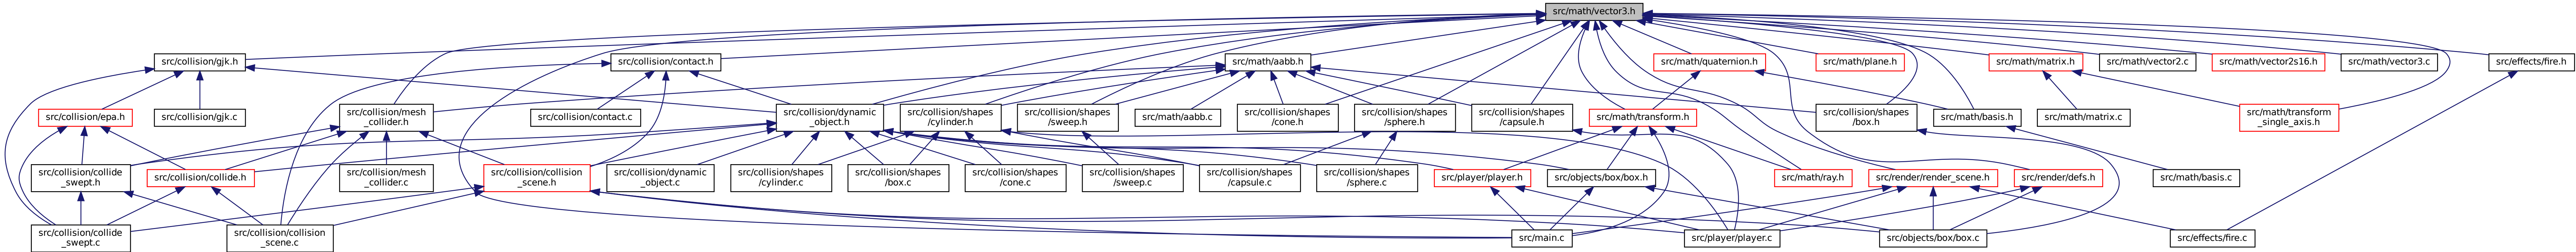 src/math/vector3.h
src/collision/gjk.h
src/collision/contact.h
src/math/aabb.h
src/math/quaternion.h
src/math/plane.h
src/math/matrix.h
src/math/vector2.c
src/math/vector2s16.h
src/math/vector3.c
src/effects/fire.h
src/collision/epa.h
src/collision/gjk.c
src/collision/mesh
_collider.h
src/collision/contact.c
src/collision/dynamic
_object.h
src/collision/shapes
/cylinder.h
src/collision/shapes
/sweep.h
src/math/aabb.c
src/collision/shapes
/cone.h
src/collision/shapes
/sphere.h
src/collision/shapes
/capsule.h
src/math/transform.h
src/collision/shapes
/box.h
src/math/basis.h
src/math/matrix.c
src/math/transform
_single_axis.h
src/collision/collide
_swept.h
src/collision/collide.h
src/collision/mesh
_collider.c
src/collision/collision
_scene.h
src/collision/dynamic
_object.c
src/collision/shapes
/cylinder.c
src/collision/shapes
/box.c
src/collision/shapes
/cone.c
src/collision/shapes
/sweep.c
src/collision/shapes
/capsule.c
src/collision/shapes
/sphere.c
src/player/player.h
src/objects/box/box.h
src/math/ray.h
src/render/render_scene.h
src/render/defs.h
src/math/basis.c
src/collision/collide
_swept.c
src/collision/collision
_scene.c
src/main.c
src/player/player.c
src/objects/box/box.c
src/effects/fire.c